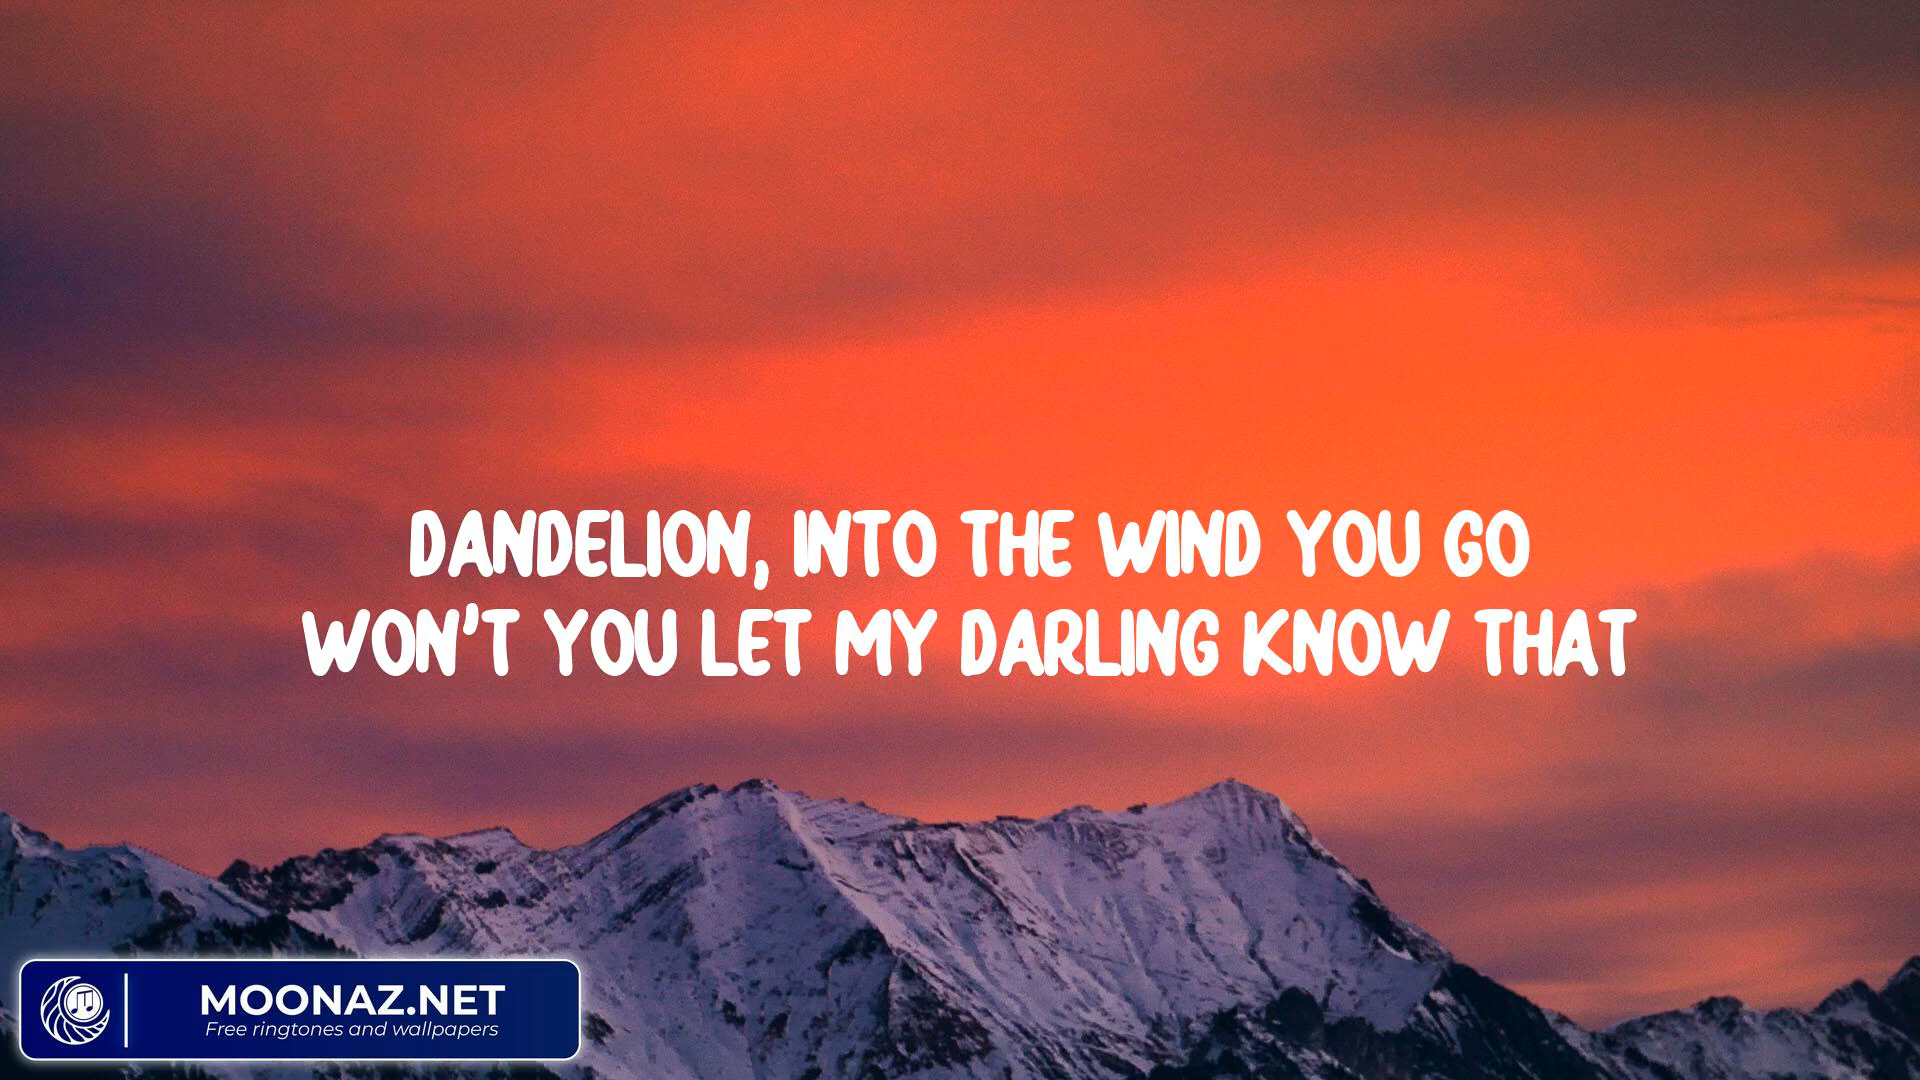 DANDELION, INTO THE WIND YOU GO
WON'T YOU LET MY DARLING KNOW THAT
MOONAZ.NET
Free ringtones and wallpapers